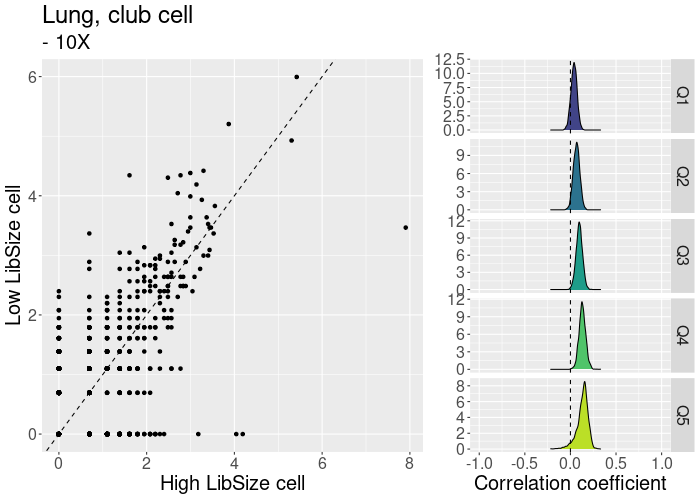 Lung, club cell
- 10X
6
4
2
0
Low LibSize cell
0 2 4 6 8
High LibSize cell
12.5
10.0
7.5
5.0
2.5
0.0
Q1
9
6
3
0
Q2
12
9
6
3
0
Q3
12
9
6
3
0
Q4
8
6
4
2
0
Q5
-1.0 -0.5 0.0 0.5 1.0
Correlation coefficient